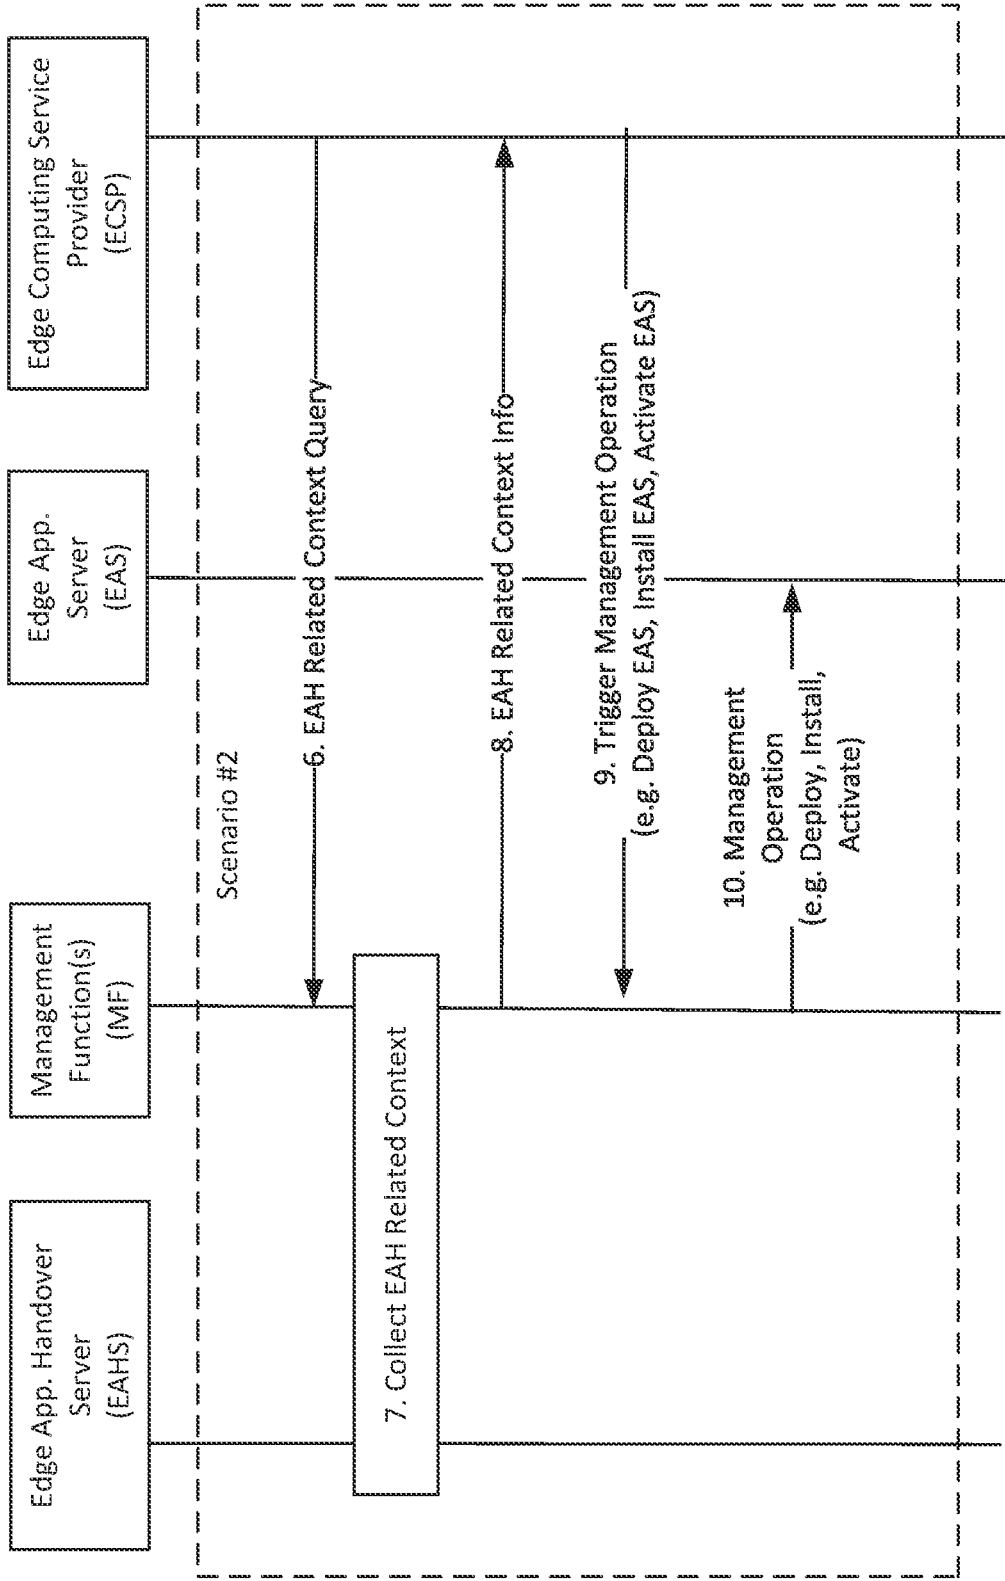 Edge App. Handover
Server
(EAHS)
Management
Function(s)
(MF)
Edge App.
Server
(EAS)
Edge Computing Service
Provider
(ECSP)
Scenario #2
6. EAH Related Context Query
7. Collect EAH Related Context
8. EAH Related Context Info
9. Trigger Management Operation
(e.g. Deploy EAS, Install EAS, Activate EAS)
10. Management
Operation
(e.g. Deploy, Install,
Activate)